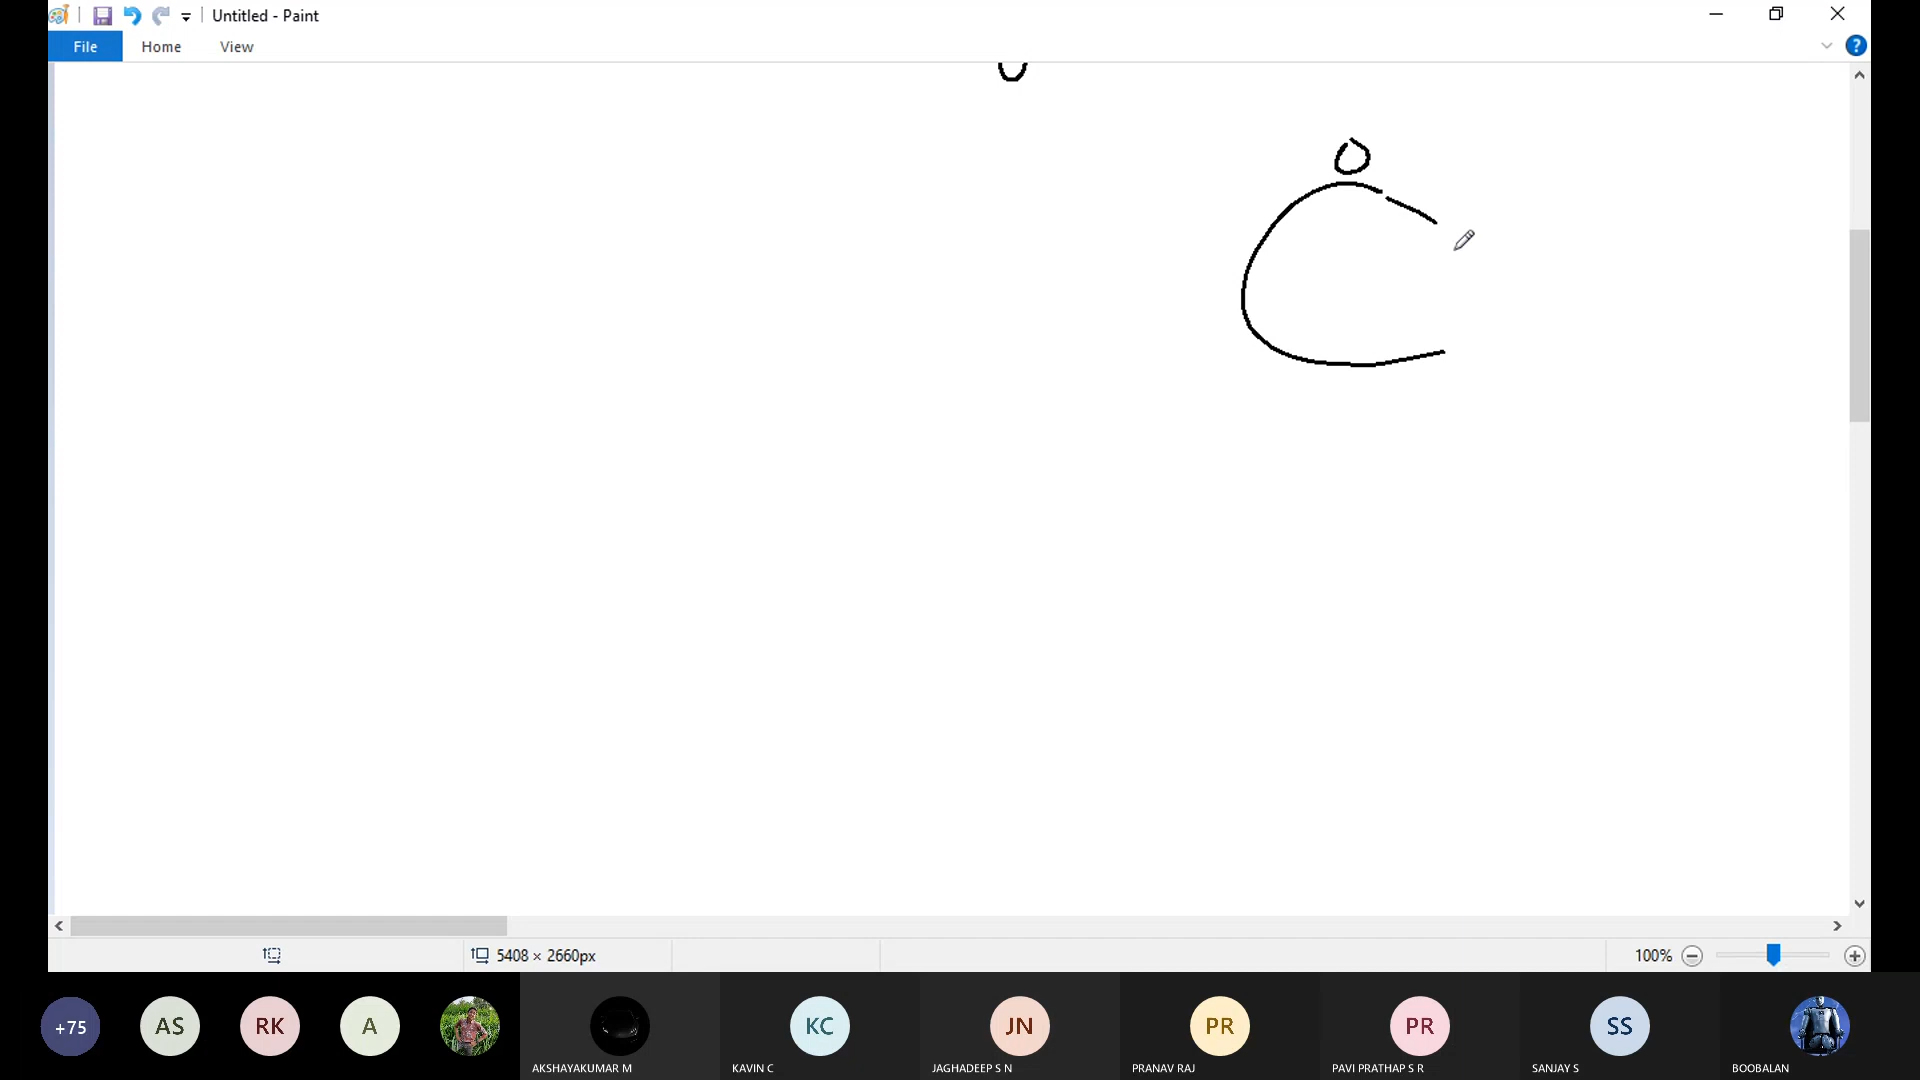 Untitled - Paint
File Home View
0
5408 × 2660px
100%
+75
AS
RK
A
KC
JN
PR
PR
SS
AKSHAYAKUMAR M
KAVIN C
JAGHADEEP S N
PRANAV RAJ
PAVI PRATHAP S R
SANJAY S
BOOBALAN